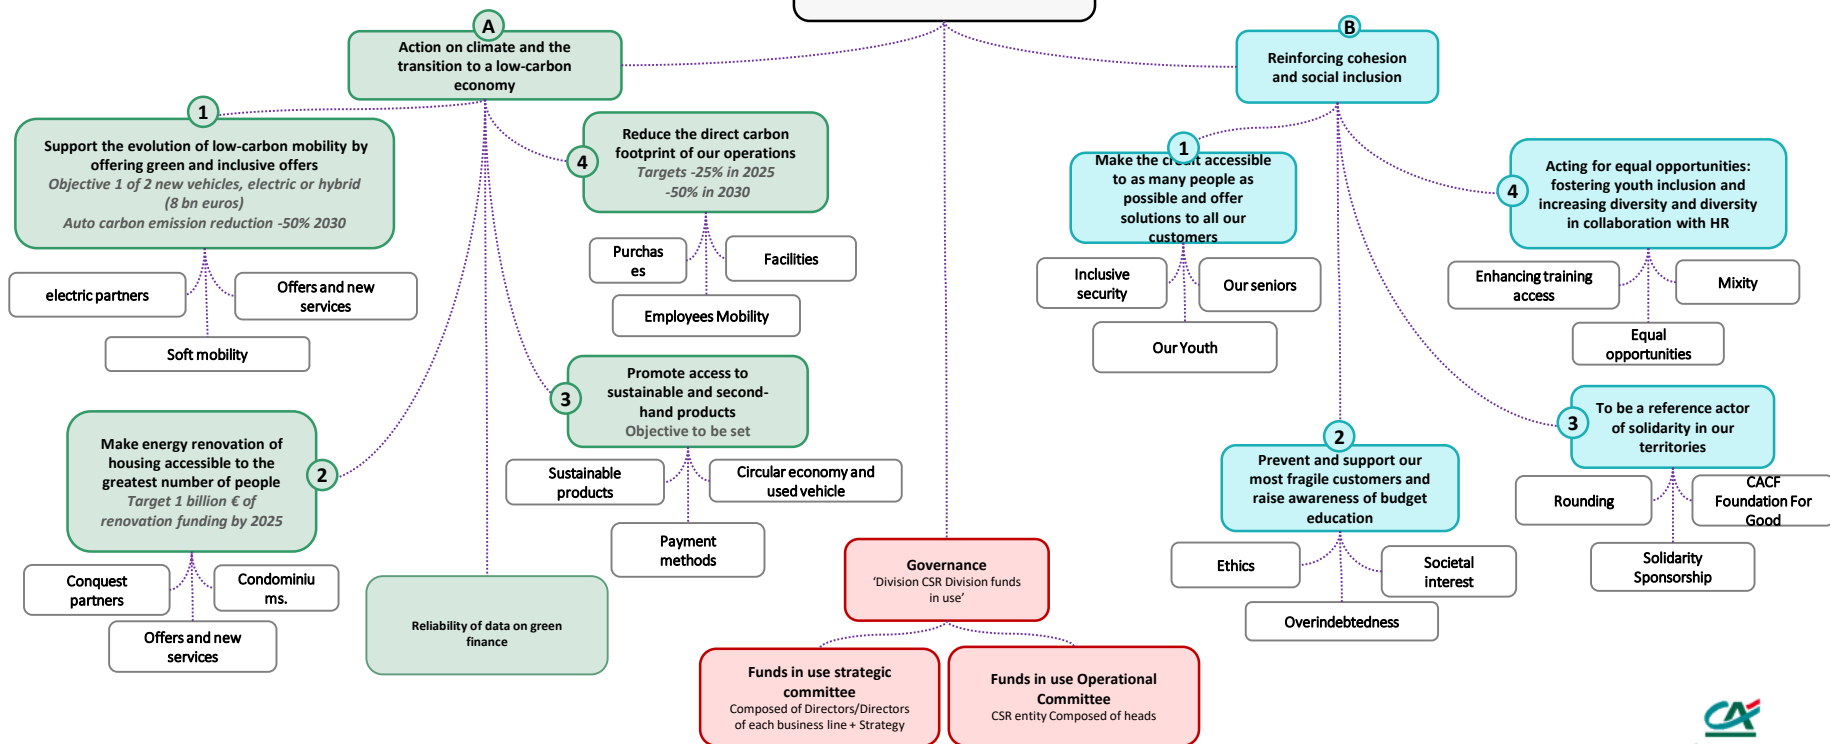 A
Action on climate and the
transition to a low-carbon
economy
B
Reinforcing cohesion
and social inclusion
1
Support the evolution of low-carbon mobility by
offering green and inclusive offers
Objective 1 of 2 new vehicles, electric or hybrid
(8 bn euros)
Auto carbon emission reduction -50% 2030
electric partners
Offers and new
services
Soft mobility
4
Reduce the direct carbon
footprint of our operations
Targets -25% in 2025
-50% in 2030
Purchas
es
Facilities
Employees Mobility
2
Make energy renovation of
housing accessible to the
greatest number of people
Target 1 billion € of
renovation funding by 2025
Conquest
partners
Condominiu
ms.
Offers and new
services
3
Promote access to
sustainable and second-
hand products
Objective to be set
Sustainable
products
Circular economy and
used vehicle
Payment
methods
Reliability of data on green
finance
Governance
‘Division CSR Division funds
in use’
Funds in use strategic
committee
Composed of Directors/Directors
of each business line + Strategy
Funds in use Operational
Committee
CSR entity Composed of heads
1
Make the credit accessible
to as many people as
possible and offer
solutions to all our
customers
Inclusive
security
Our seniors
Our Youth
4
Acting for equal opportunities:
fostering youth inclusion and
increasing diversity and diversity
in collaboration with HR
Enhancing training
access
Mixity
Equal
opportunities
2
Prevent and support our
most fragile customers and
raise awareness of budget
education
Ethics
Societal
interest
Overindebtedness
3
To be a reference actor
of solidarity in our
territories
Rounding
CACF
Foundation For
Good
Solidarity
Sponsorship
CA